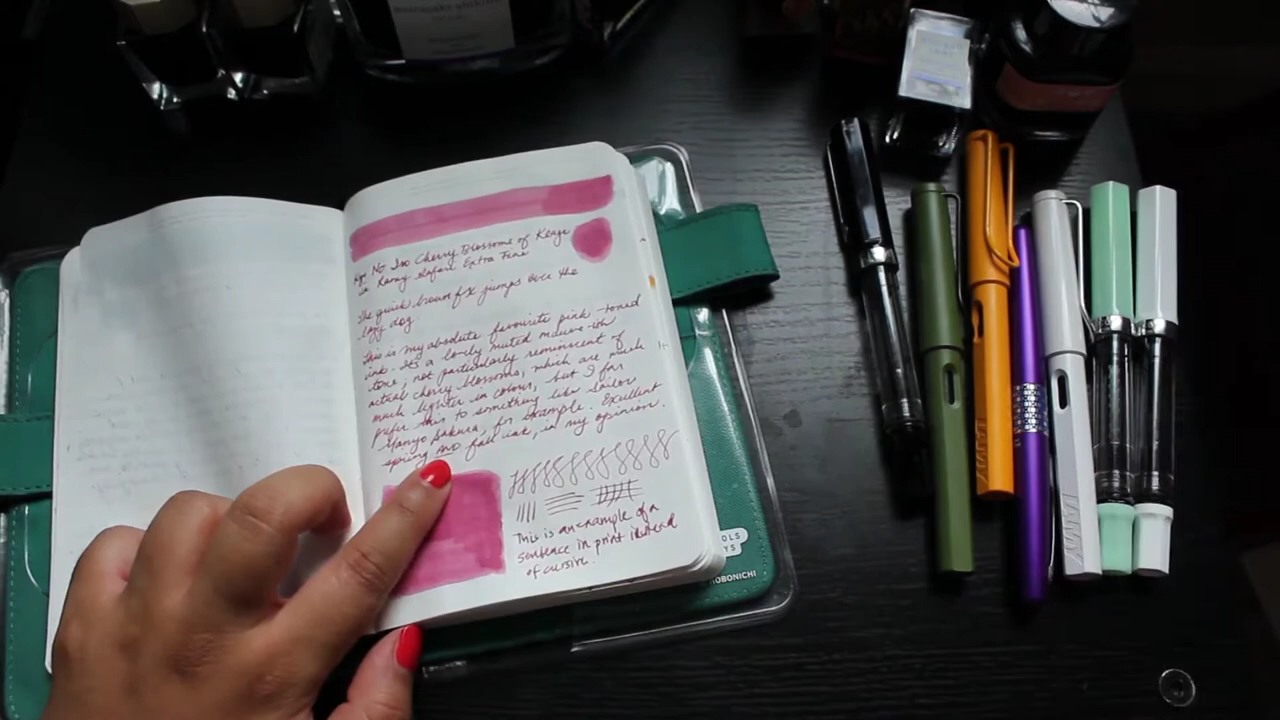 No 120 Cherry Blossoms of Keage
in Lamy Safari Extra Fine
The quick brown fox jumps over the
lazy dog
This is my absolute favourite pink-toned
ink. It's a lovely muted mauve-ish
tone, not particularly reminiscent of
actual cherry blossoms, which are much
much lighter in colour, but I far
prefer this to something like Sailor
Manyo Sakura, for example. Excellent
spring AND fall ink, in my opinion.
This is an example of a
sentence in print instead
of cursive.
HOBONICHI
LAMY